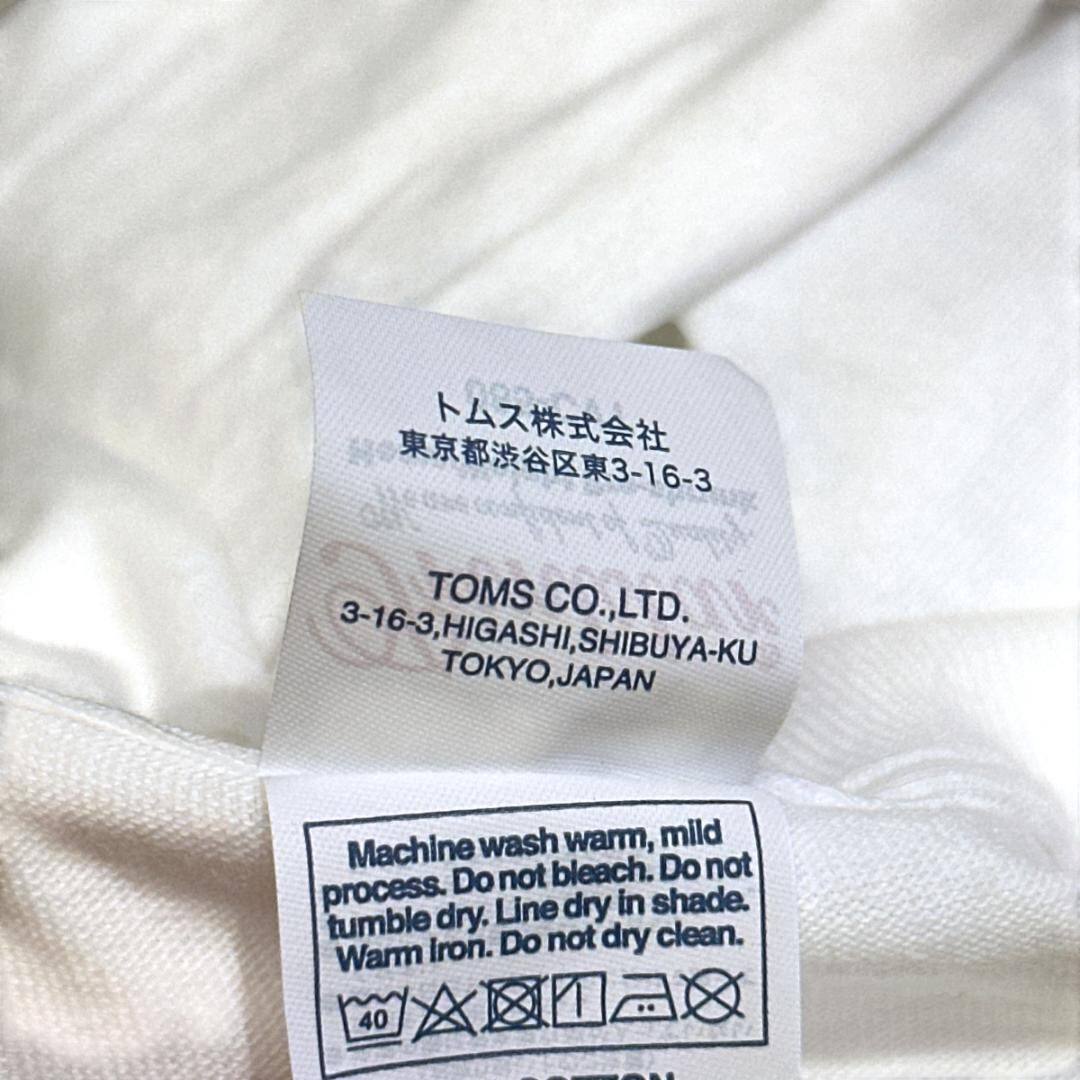 トムス株式会社
東京都渋谷区東3-16-3
TOMS CO.,LTD.
3-16-3,HIGASHI,SHIBUYA-KU
TOKYO,JAPAN
Machine wash warm, mild
process. Do not bleach. Do not
tumble dry. Line dry in shade.
Warm iron. Do not dry clean.
40